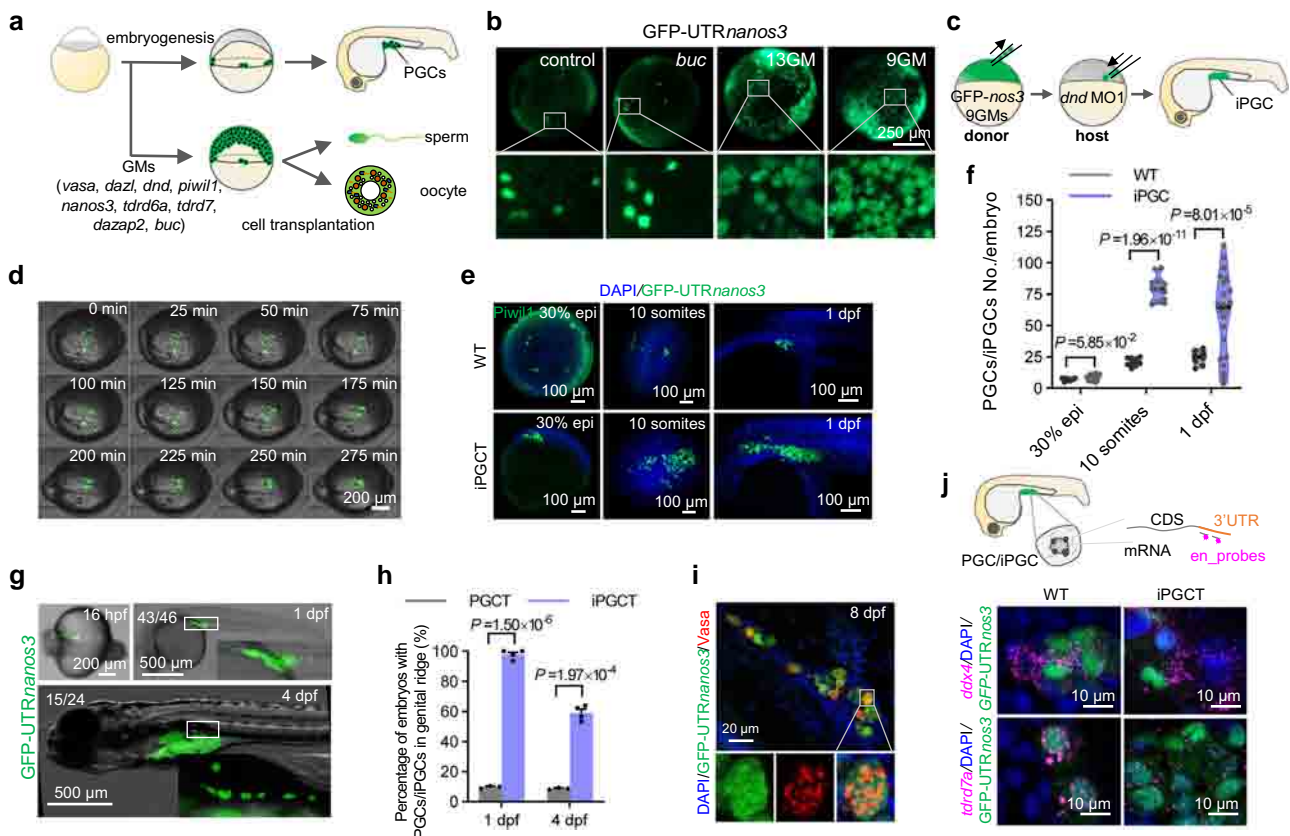 a
embryogenesis
PGCs
GMs
(vasa, dazl, dnd, piwil1,
nanos3, tdrd6a, tdrd7,
dazap2, buc)
sperm
oocyte
cell transplantation
b
GFP-UTRnanos3
control
buc
13GM
9GM
250 µm
c
GFP-nos3
9GMs
donor
dnd MO1
host
iPGC
d
0 min
25 min
50 min
75 min
100 min
125 min
150 min
175 min
200 min
225 min
250 min
275 min
200 µm
e
DAPI/GFP-UTRnanos3
Piwil1
30% epi
10 somites
1 dpf
WT
100 µm
100 µm
100 µm
iPGCT
30% epi
10 somites
1 dpf
100 µm
100 µm
100 µm
f
WT
iPGC
PGCs/iPGCs No./embryo
150
125
100
75
50
25
0
P=5.85×10-2
P=1.96×10-11
P=8.01×10-5
30% epi
10 somites
1 dpf
g
GFP-UTRnanos3
16 hpf
200 µm
43/46
1 dpf
500 µm
15/24
4 dpf
500 µm
h
PGCT
iPGCT
Percentage of embryos with
PGCs/iPGCs in genital ridge (%)
100
80
60
40
20
0
P=1.50×10-6
P=1.97×10-4
1 dpf
4 dpf
i
DAPI/GFP-UTRnanos3/Vasa
8 dpf
20 µm
j
PGC/iPGC
CDS
3'UTR
mRNA
en_probes
WT
iPGCT
ddx4/DAPI/
GFP-UTRnos3
10 µm
10 µm
tdrd7a/DAPI/
GFP-UTRnos3
10 µm
10 µm